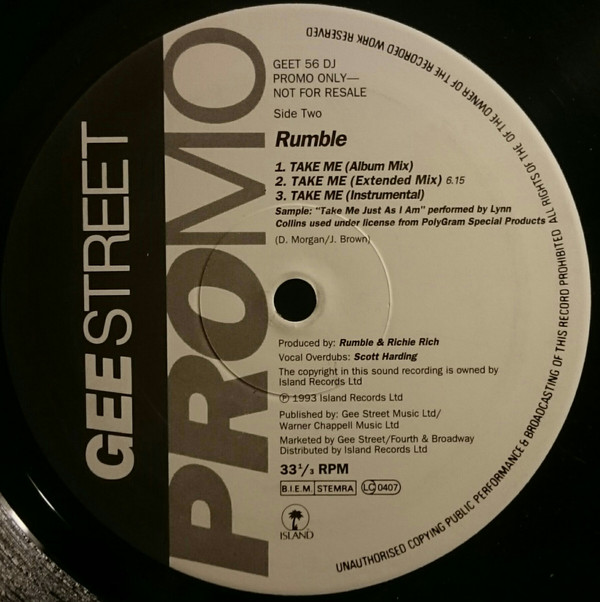 GEESTREET
PROMO
GEET 56 DJ
PROMO ONLY—
NOT FOR RESALE
Side Two
Rumble
1. TAKE ME (Album Mix)
2. TAKE ME (Extended Mix) 6.15
3. TAKE ME (Instrumental)
Sample: "Take Me Just As I Am" performed by Lynn
Collins used under license from PolyGram Special Products
(D. Morgan/J. Brown)
Produced by: Rumble & Richie Rich
Vocal Overdubs: Scott Harding
The copyright in this sound recording is owned by
Island Records Ltd
℗ 1993 Island Records Ltd
Published by: Gee Street Music Ltd/
Warner Chappell Music Ltd
Marketed by Gee Street/Fourth & Broadway
Distributed by Island Records Ltd
33⅓ RPM
B.I.E.M. STEMRA LC 0407
ISLAND
UNAUTHORISED COPYING PUBLIC PERFORMANCE & BROADCASTING OF THIS RECORD PROHIBITED ALL RIGHTS OF THE OF THE OWNER OF THE RECORDED WORK RESERVED